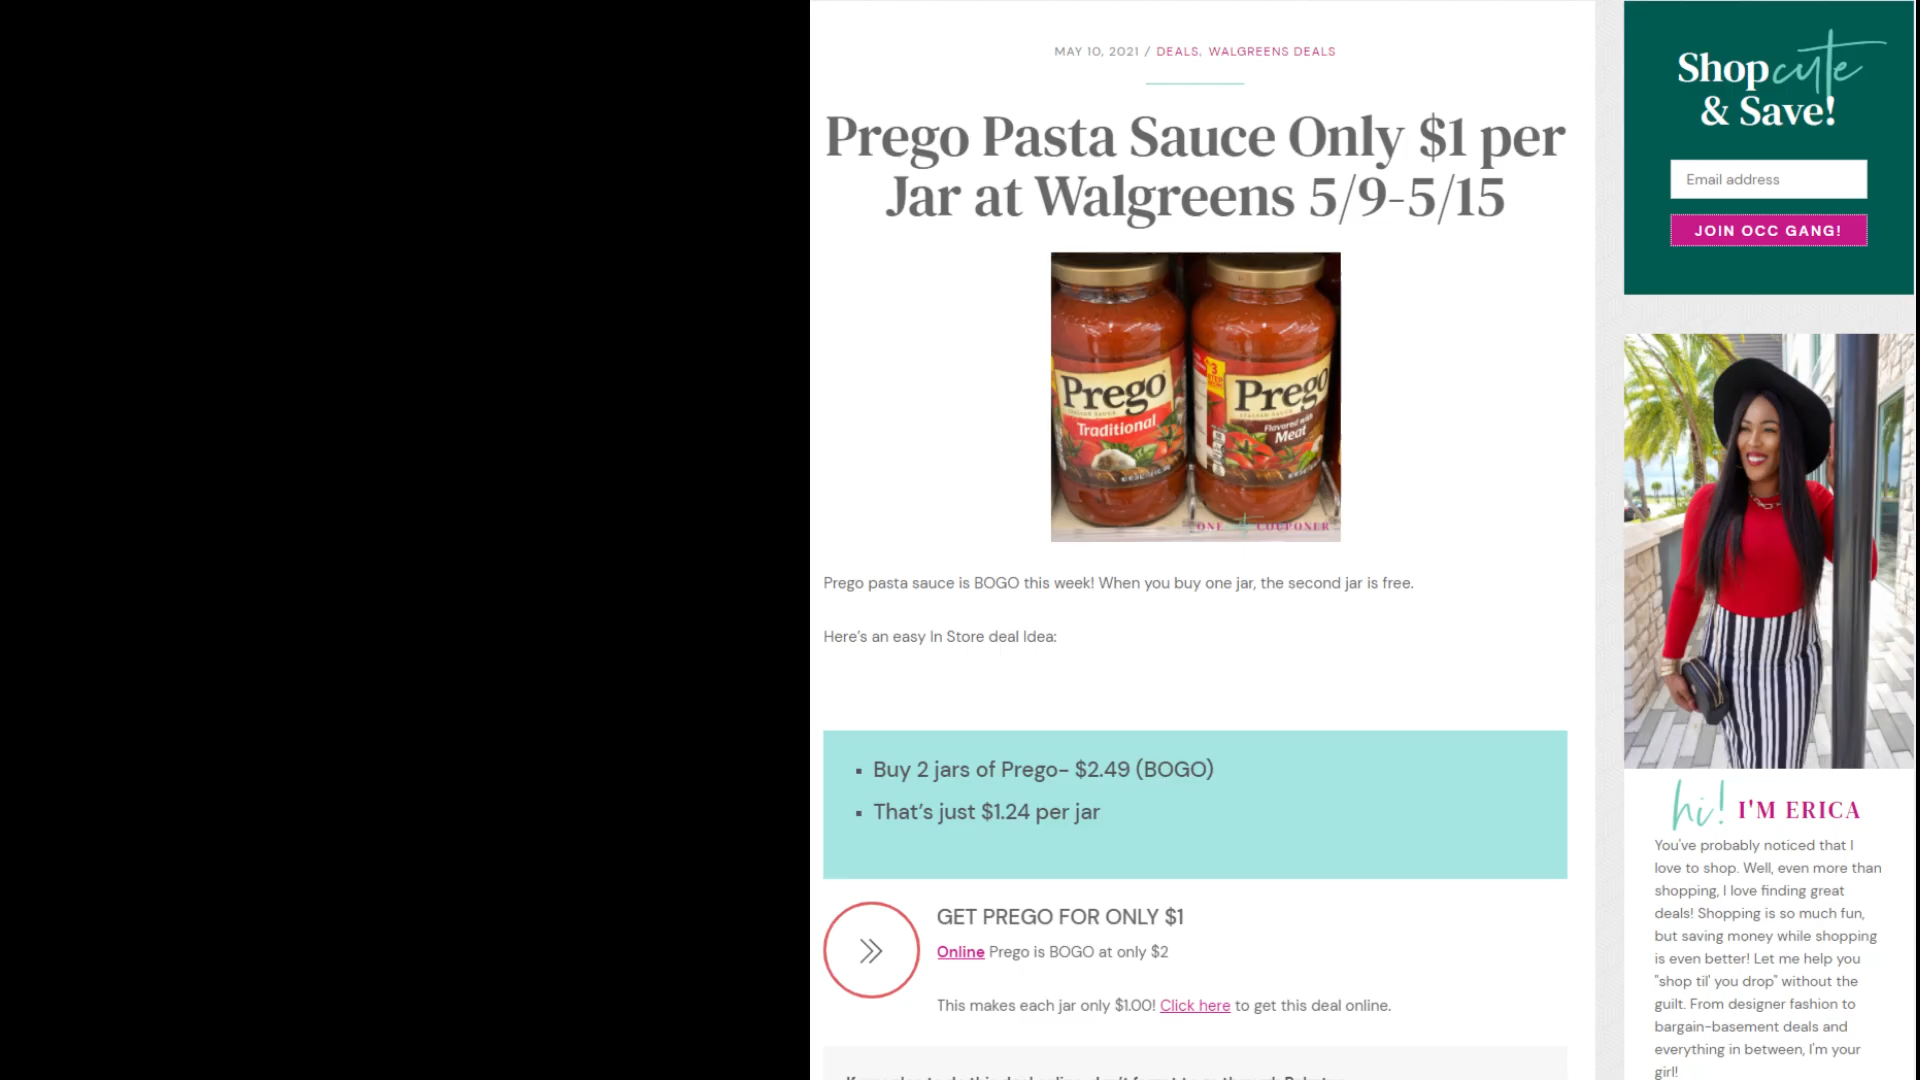 MAY 10, 2021 / DEALS, WALGREENS DEALS
Prego Pasta Sauce Only $1 per
Jar at Walgreens 5/9-5/15
Prego
Traditional
3
Prego
Flavored with
Meat
ONE COUPONER
Prego pasta sauce is BOGO this week! When you buy one jar, the second jar is free.
Here's an easy In Store deal Idea:
▪ Buy 2 jars of Prego- $2.49 (BOGO)
▪ That's just $1.24 per jar
GET PREGO FOR ONLY $1
Online Prego is BOGO at only $2
This makes each jar only $1.00! Click here to get this deal online.
Shop cute
& Save!
Email address
JOIN OCC GANG!
hi! I'M ERICA
You've probably noticed that I
love to shop. Well, even more than
shopping, I love finding great
deals! Shopping is so much fun,
but saving money while shopping
is even better! Let me help you
"shop til' you drop" without the
guilt. From designer fashion to
bargain-basement deals and
everything in between, I'm your
girl!